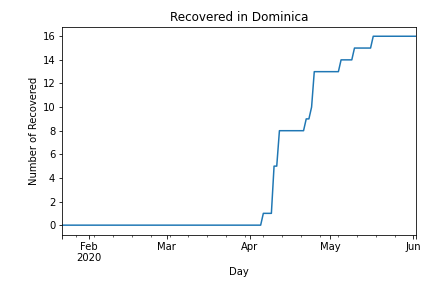 Recovered in Dominica
Number of Recovered
16
14
12
10
8
6
4
2
0
Feb
2020
Mar
Apr
May
Jun
Day